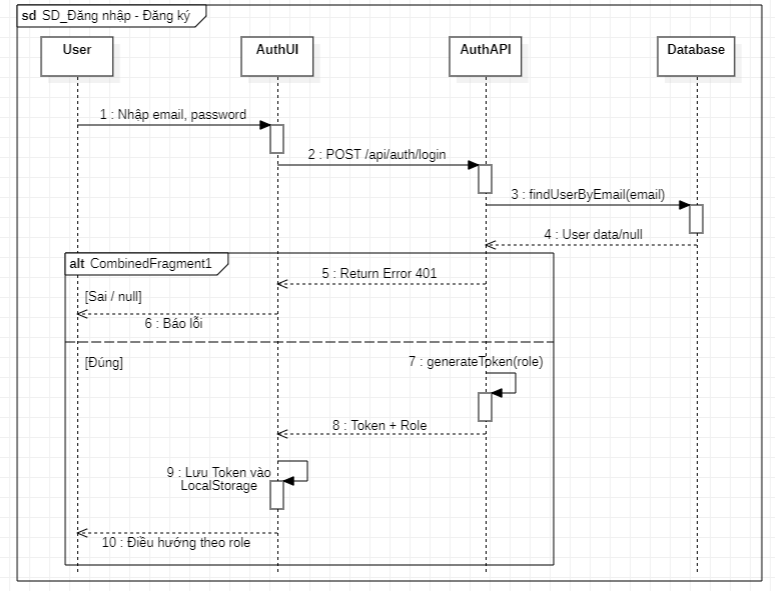 sd SD_Đăng nhập - Đăng ký
User
AuthUI
AuthAPI
Database
1 : Nhập email, password
2 : POST /api/auth/login
3 : findUserByEmail(email)
4 : User data/null
alt CombinedFragment1
5 : Return Error 401
[Sai / null]
6 : Báo lỗi
[Đúng]
7 : generateToken(role)
8 : Token + Role
9 : Lưu Token vào
LocalStorage
10 : Điều hướng theo role